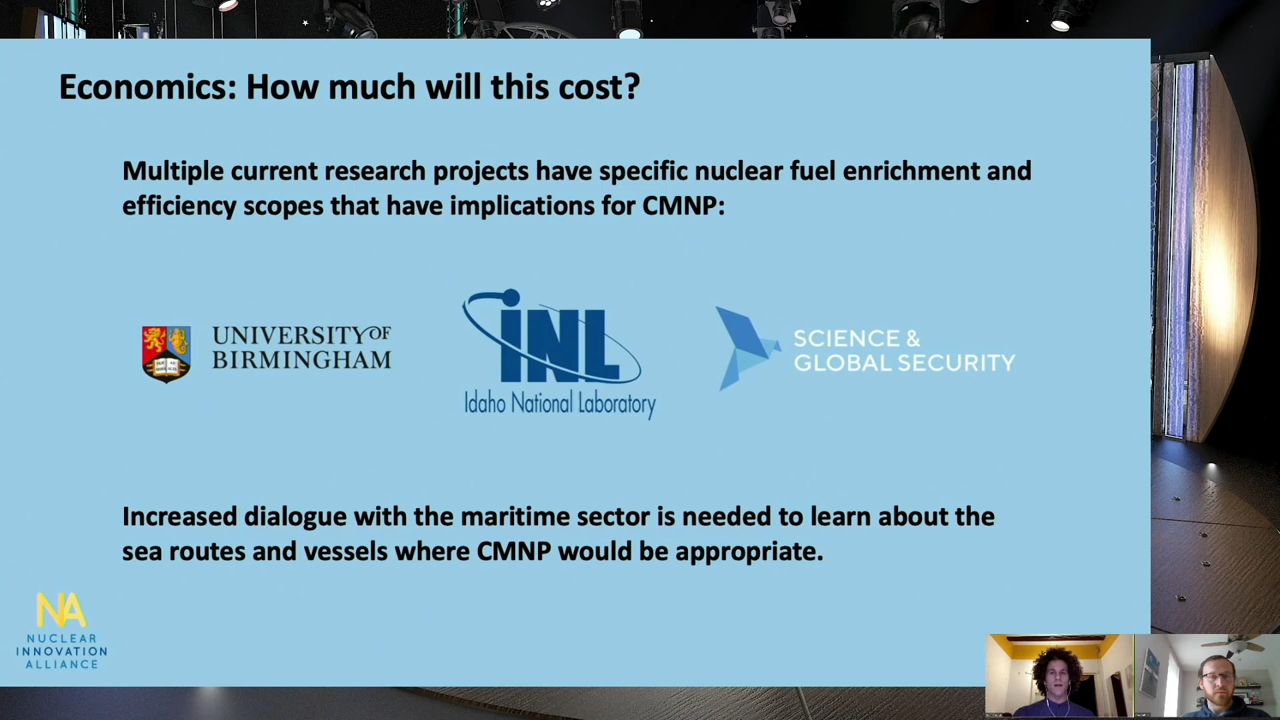 Economics: How much will this cost?
Multiple current research projects have specific nuclear fuel enrichment and
efficiency scopes that have implications for CMNP:
UNIVERSITY OF
BIRMINGHAM
INL
Idaho National Laboratory
SCIENCE &
GLOBAL SECURITY
Increased dialogue with the maritime sector is needed to learn about the
sea routes and vessels where CMNP would be appropriate.
NA
NUCLEAR
INNOVATION
ALLIANCE